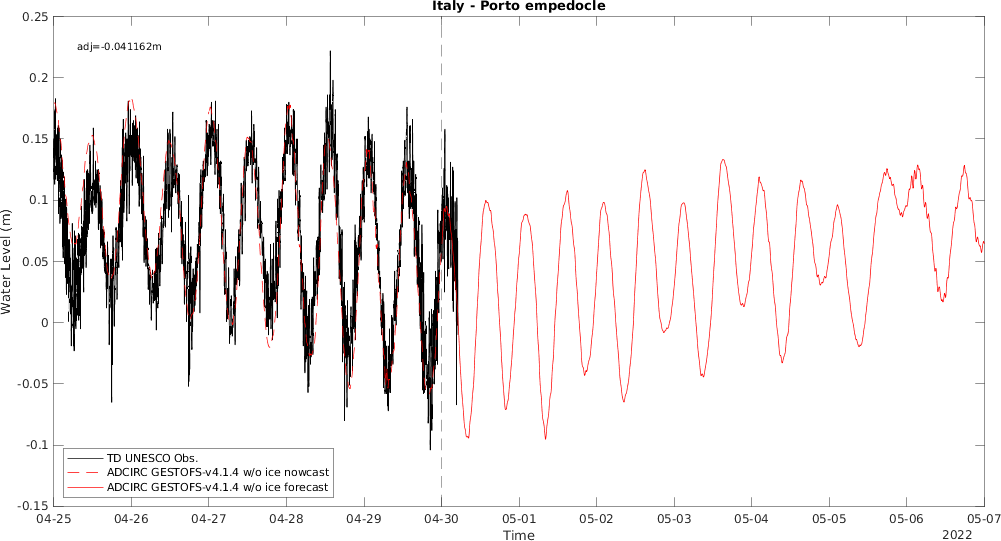 Italy - Porto empedocle
adj=-0.041162m
Water Level (m)
0.25
0.2
0.15
0.1
0.05
0
-0.05
-0.1
-0.15
TD UNESCO Obs.
ADCIRC GESTOFS-v4.1.4 w/o ice nowcast
ADCIRC GESTOFS-v4.1.4 w/o ice forecast
04-25 04-26 04-27 04-28 04-29 04-30 05-01 05-02 05-03 05-04 05-05 05-06 05-07
Time
2022